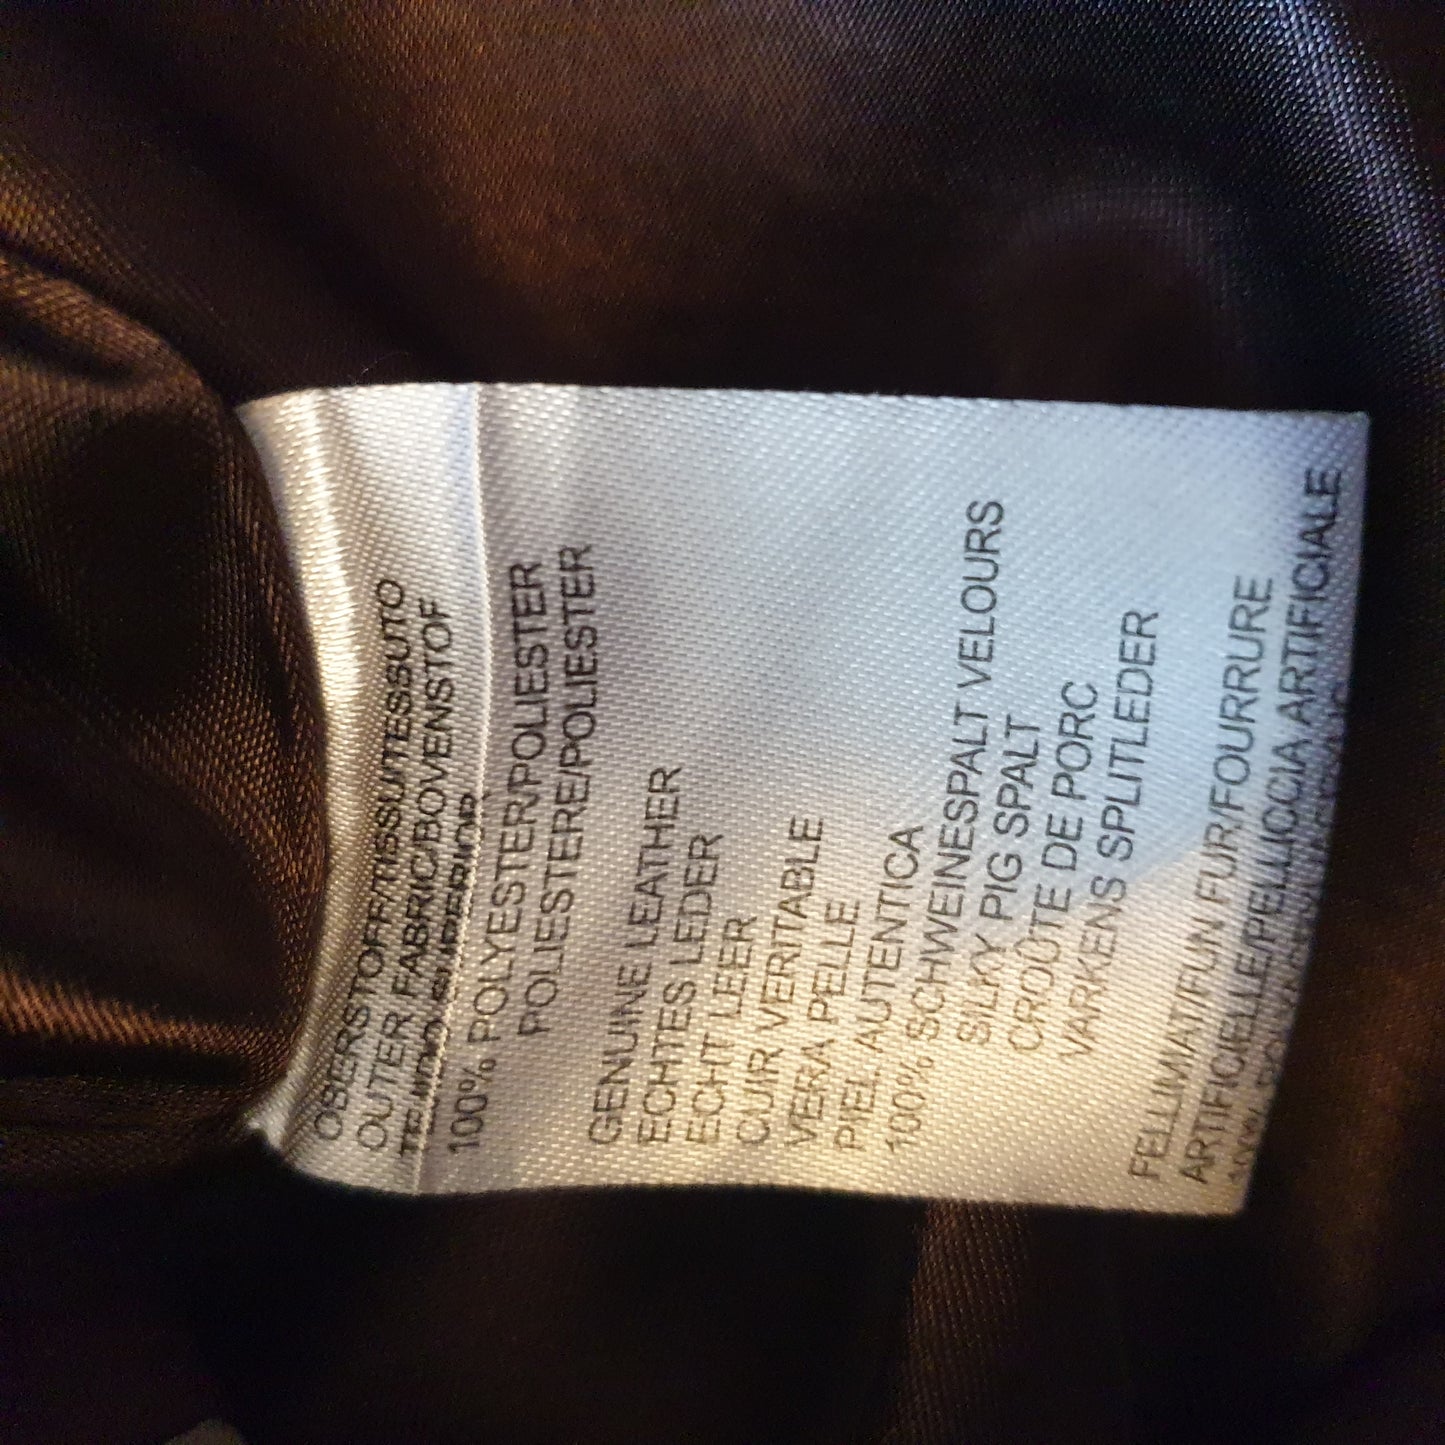 OBERSTOFF/TISSU/TESSUTO
OUTER FABRIC/BOVENSTOF
100% POLYESTER/POLIESTER
POLIESTERE/POLIESTER
GENUINE LEATHER
ECHTES LEDER
ECHT LEER
CUIR VERITABLE
VERA PELLE
PIEL AUTENTICA
100% SCHWEINESPALT VELOURS
SILKY PIG SPALT
CROÛTE DE PORC
VARKENS SPLITLEDER
FELLIMAT/FUN FUR/FOURRURE
ARTIFICIELLE/PELLICCIA ARTIFICIALE